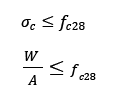 σc ≤ fc28
W/A ≤ fc28